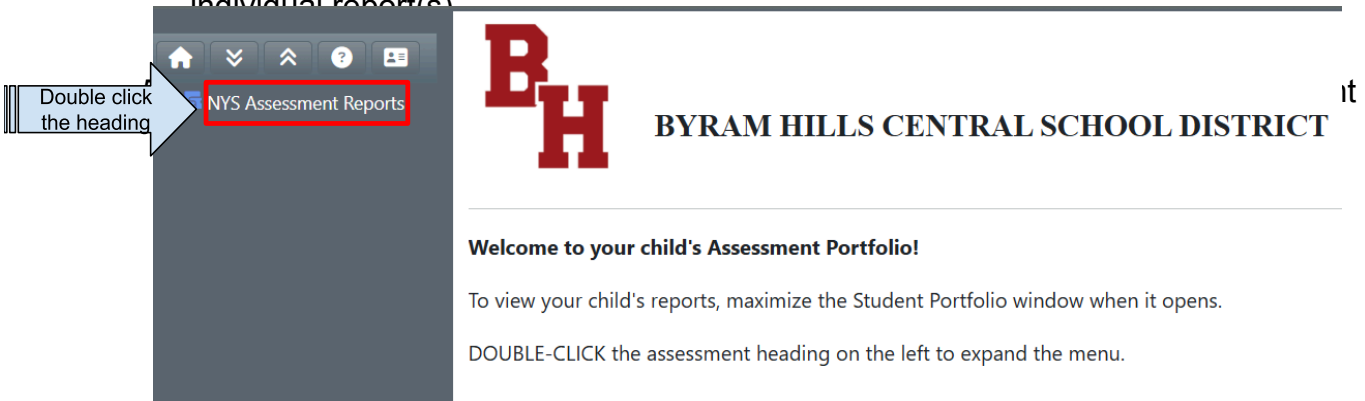 individual report(s)
Double click
the heading
NYS Assessment Reports
BH
BYRAM HILLS CENTRAL SCHOOL DISTRICT
Welcome to your child's Assessment Portfolio!
To view your child's reports, maximize the Student Portfolio window when it opens.
DOUBLE-CLICK the assessment heading on the left to expand the menu.